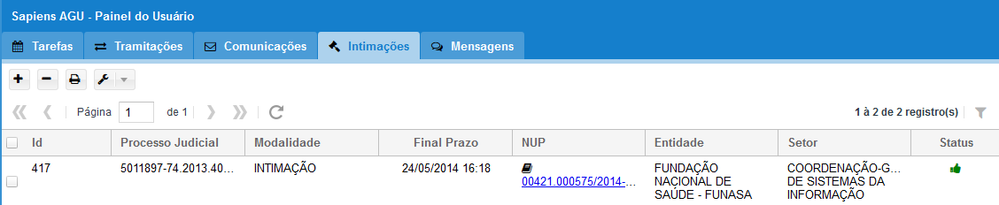 Sapiens AGU - Painel do Usuário
Tarefas Tramitações Comunicações Intimações Mensagens
Página 1 de 1 1 à 2 de 2 registro(s)
Id Processo Judicial Modalidade Final Prazo NUP Entidade Setor Status
417 5011897-74.2013.40... INTIMAÇÃO 24/05/2014 16:18 FUNDAÇÃO COORDENAÇÃO-G...
00421.000575/2014-... NACIONAL DE DE SISTEMAS DA
SAÚDE - FUNASA INFORMAÇÃO